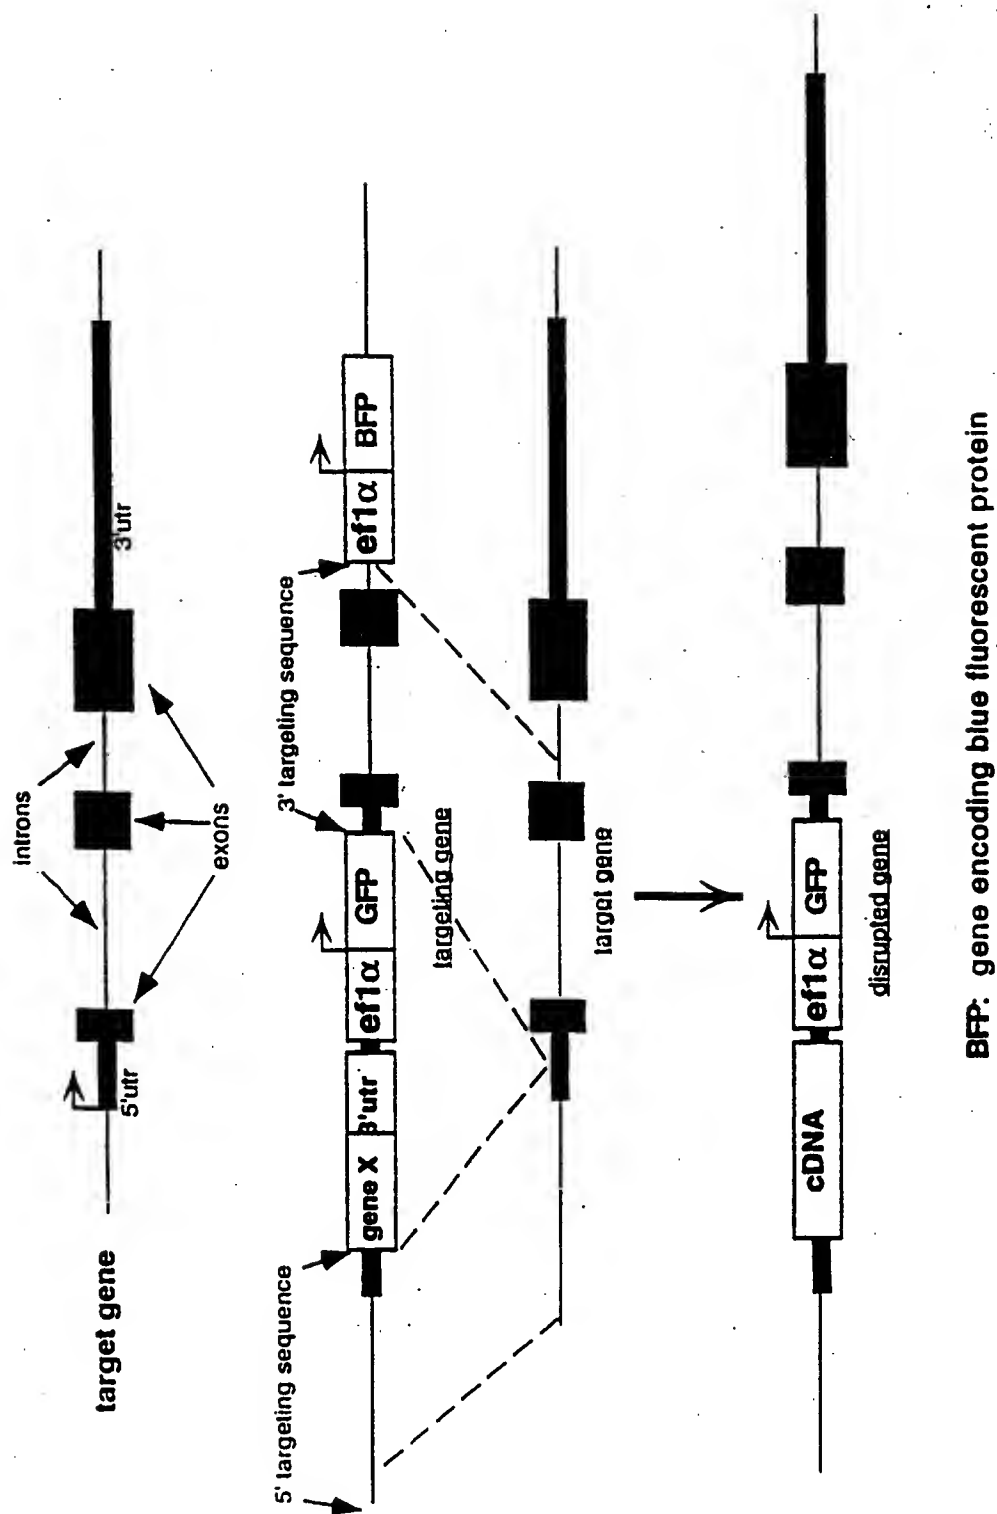 target gene
introns
exons
5'utr
3'utr
5' targeting sequence
3' targeting sequence
gene X
3'utr
ef1α
GFP
ef1α
BFP
targeting gene
target gene
cDNA
ef1α
GFP
disrupted gene
BFP: gene encoding blue fluorescent protein